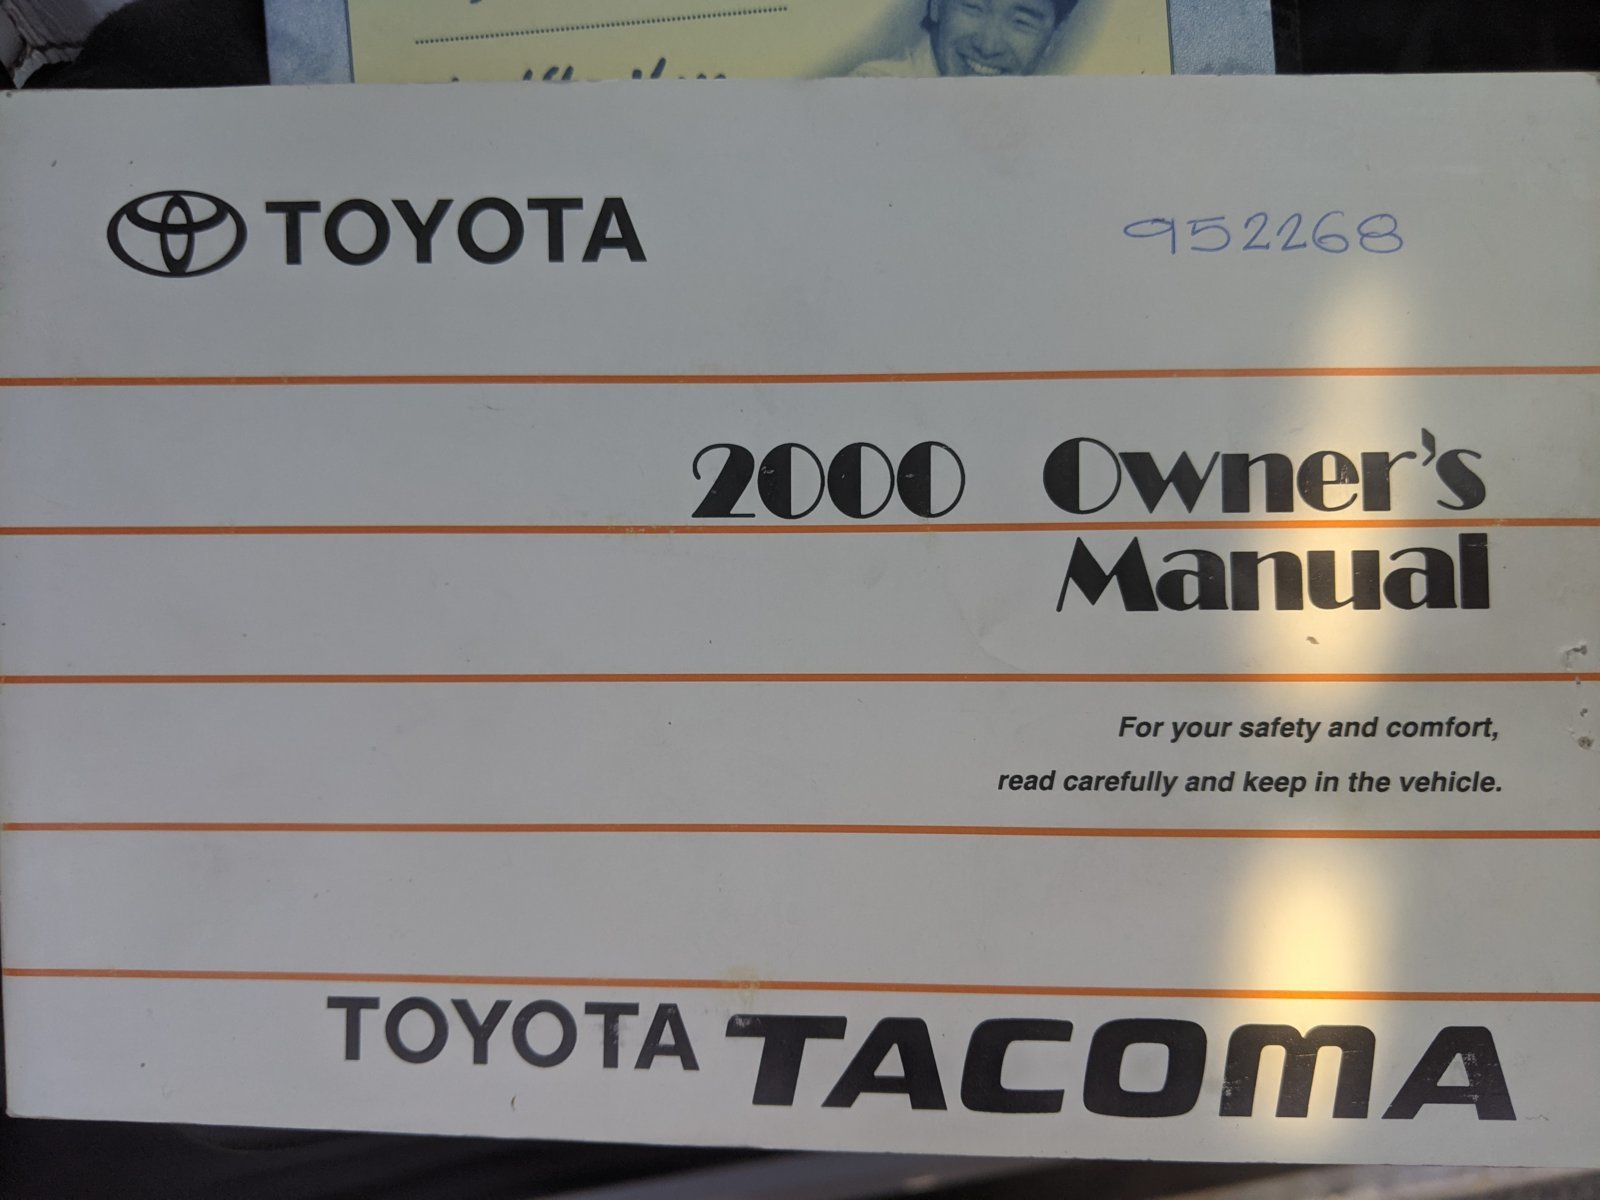 TOYOTA
952268
2000 Owner's
Manual
For your safety and comfort,
read carefully and keep in the vehicle.
TOYOTA TACOMA